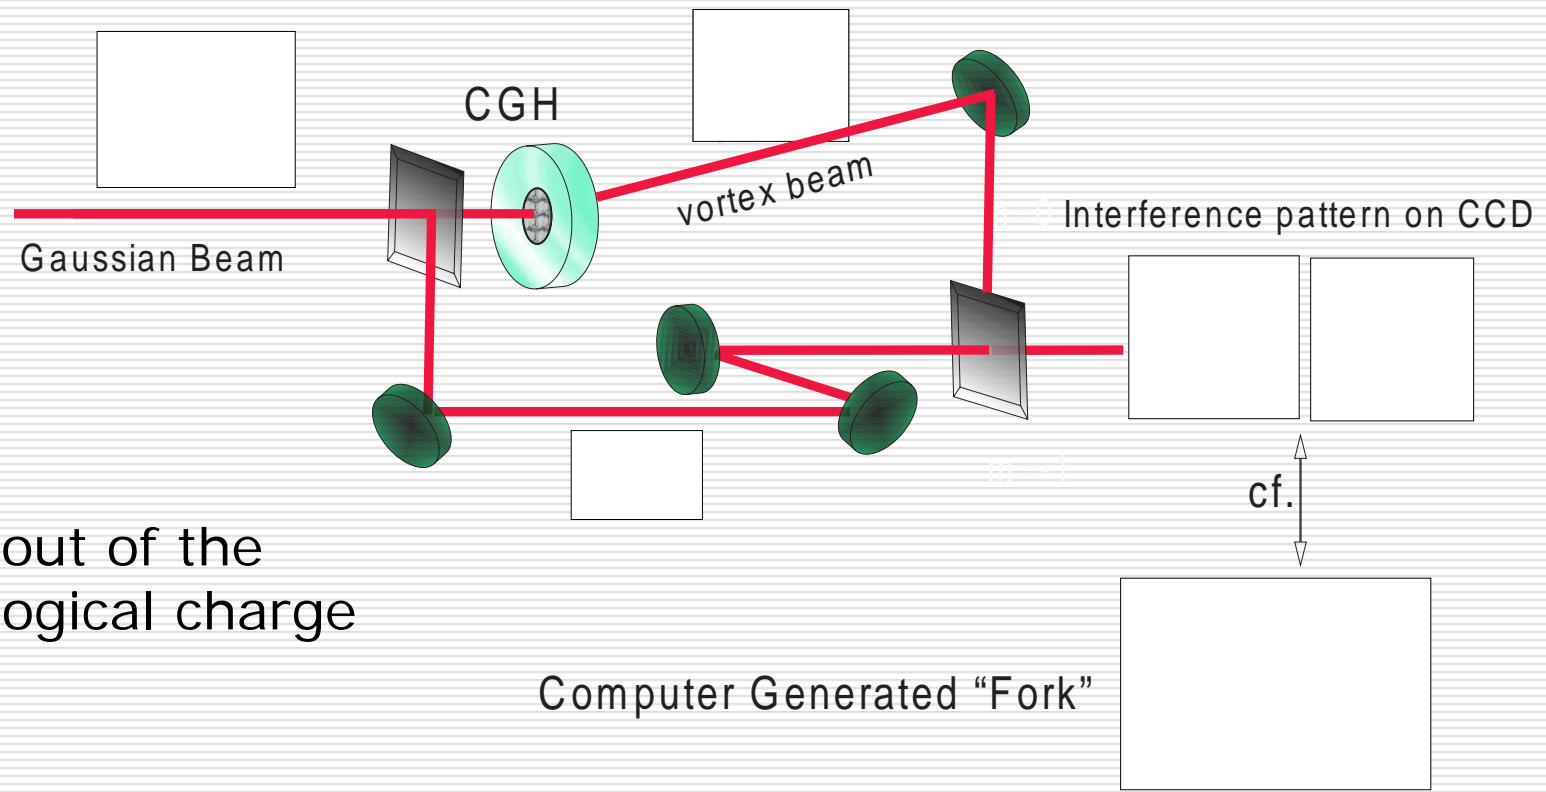 CGH
vortex beam
Interference pattern on CCD
Gaussian Beam
cf.
out of the
ogical charge
Computer Generated “Fork”